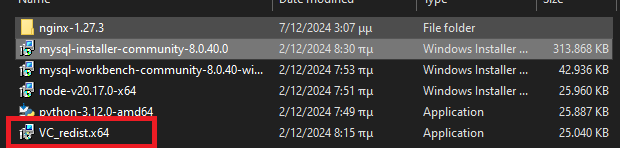 Name Date modified Type Size
nginx-1.27.3 7/12/2024 3:07 μμ File folder
mysql-installer-community-8.0.40.0 2/12/2024 8:30 πμ Windows Installer ... 313.868 KB
mysql-workbench-community-8.0.40-wi... 2/12/2024 7:53 πμ Windows Installer ... 42.936 KB
node-v20.17.0-x64 2/12/2024 7:51 πμ Windows Installer ... 25.960 KB
python-3.12.0-amd64 2/12/2024 7:49 πμ Application 25.887 KB
VC_redist.x64 2/12/2024 8:15 πμ Application 25.040 KB